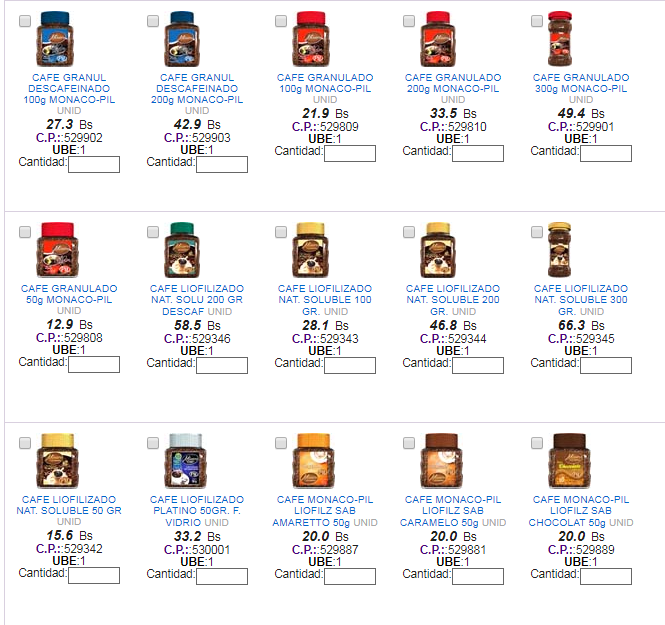 CAFE GRANUL
DESCAFEINADO
100g MONACO-PIL
UNID
27.3 Bs
C.P.::529902
UBE:1
Cantidad:
CAFE GRANUL
DESCAFEINADO
200g MONACO-PIL
UNID
42.9 Bs
C.P.::529903
UBE:1
Cantidad:
CAFE GRANULADO
100g MONACO-PIL
UNID
21.9 Bs
C.P.::529809
UBE:1
Cantidad:
CAFE GRANULADO
200g MONACO-PIL
UNID
33.5 Bs
C.P.::529810
UBE:1
Cantidad:
CAFE GRANULADO
300g MONACO-PIL
UNID
49.4 Bs
C.P.::529901
UBE:1
Cantidad:
CAFE GRANULADO
50g MONACO-PIL
UNID
12.9 Bs
C.P.::529808
UBE:1
Cantidad:
CAFE LIOFILIZADO
NAT. SOLU 200 GR
DESCAF UNID
58.5 Bs
C.P.::529346
UBE:1
Cantidad:
CAFE LIOFILIZADO
NAT. SOLUBLE 100
GR. UNID
28.1 Bs
C.P.::529343
UBE:1
Cantidad:
CAFE LIOFILIZADO
NAT. SOLUBLE 200
GR. UNID
46.8 Bs
C.P.::529344
UBE:1
Cantidad:
CAFE LIOFILIZADO
NAT. SOLUBLE 300
GR. UNID
66.3 Bs
C.P.::529345
UBE:1
Cantidad:
CAFE LIOFILIZADO
NAT. SOLUBLE 50 GR
UNID
15.6 Bs
C.P.::529342
UBE:1
Cantidad:
CAFE LIOFILIZADO
PLATINO 50GR. F.
VIDRIO UNID
33.2 Bs
C.P.::530001
UBE:1
Cantidad:
CAFE MONACO-PIL
LIOFILZ SAB
AMARETTO 50g UNID
20.0 Bs
C.P.::529887
UBE:1
Cantidad:
CAFE MONACO-PIL
LIOFILZ SAB
CARAMELO 50g UNID
20.0 Bs
C.P.::529881
UBE:1
Cantidad:
CAFE MONACO-PIL
LIOFILZ SAB
CHOCOLAT 50g UNID
20.0 Bs
C.P.::529889
UBE:1
Cantidad: